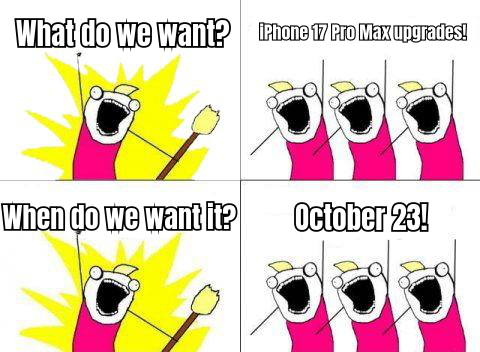 What do we want?
iPhone 17 Pro Max upgrades!
When do we want it?
October 23!